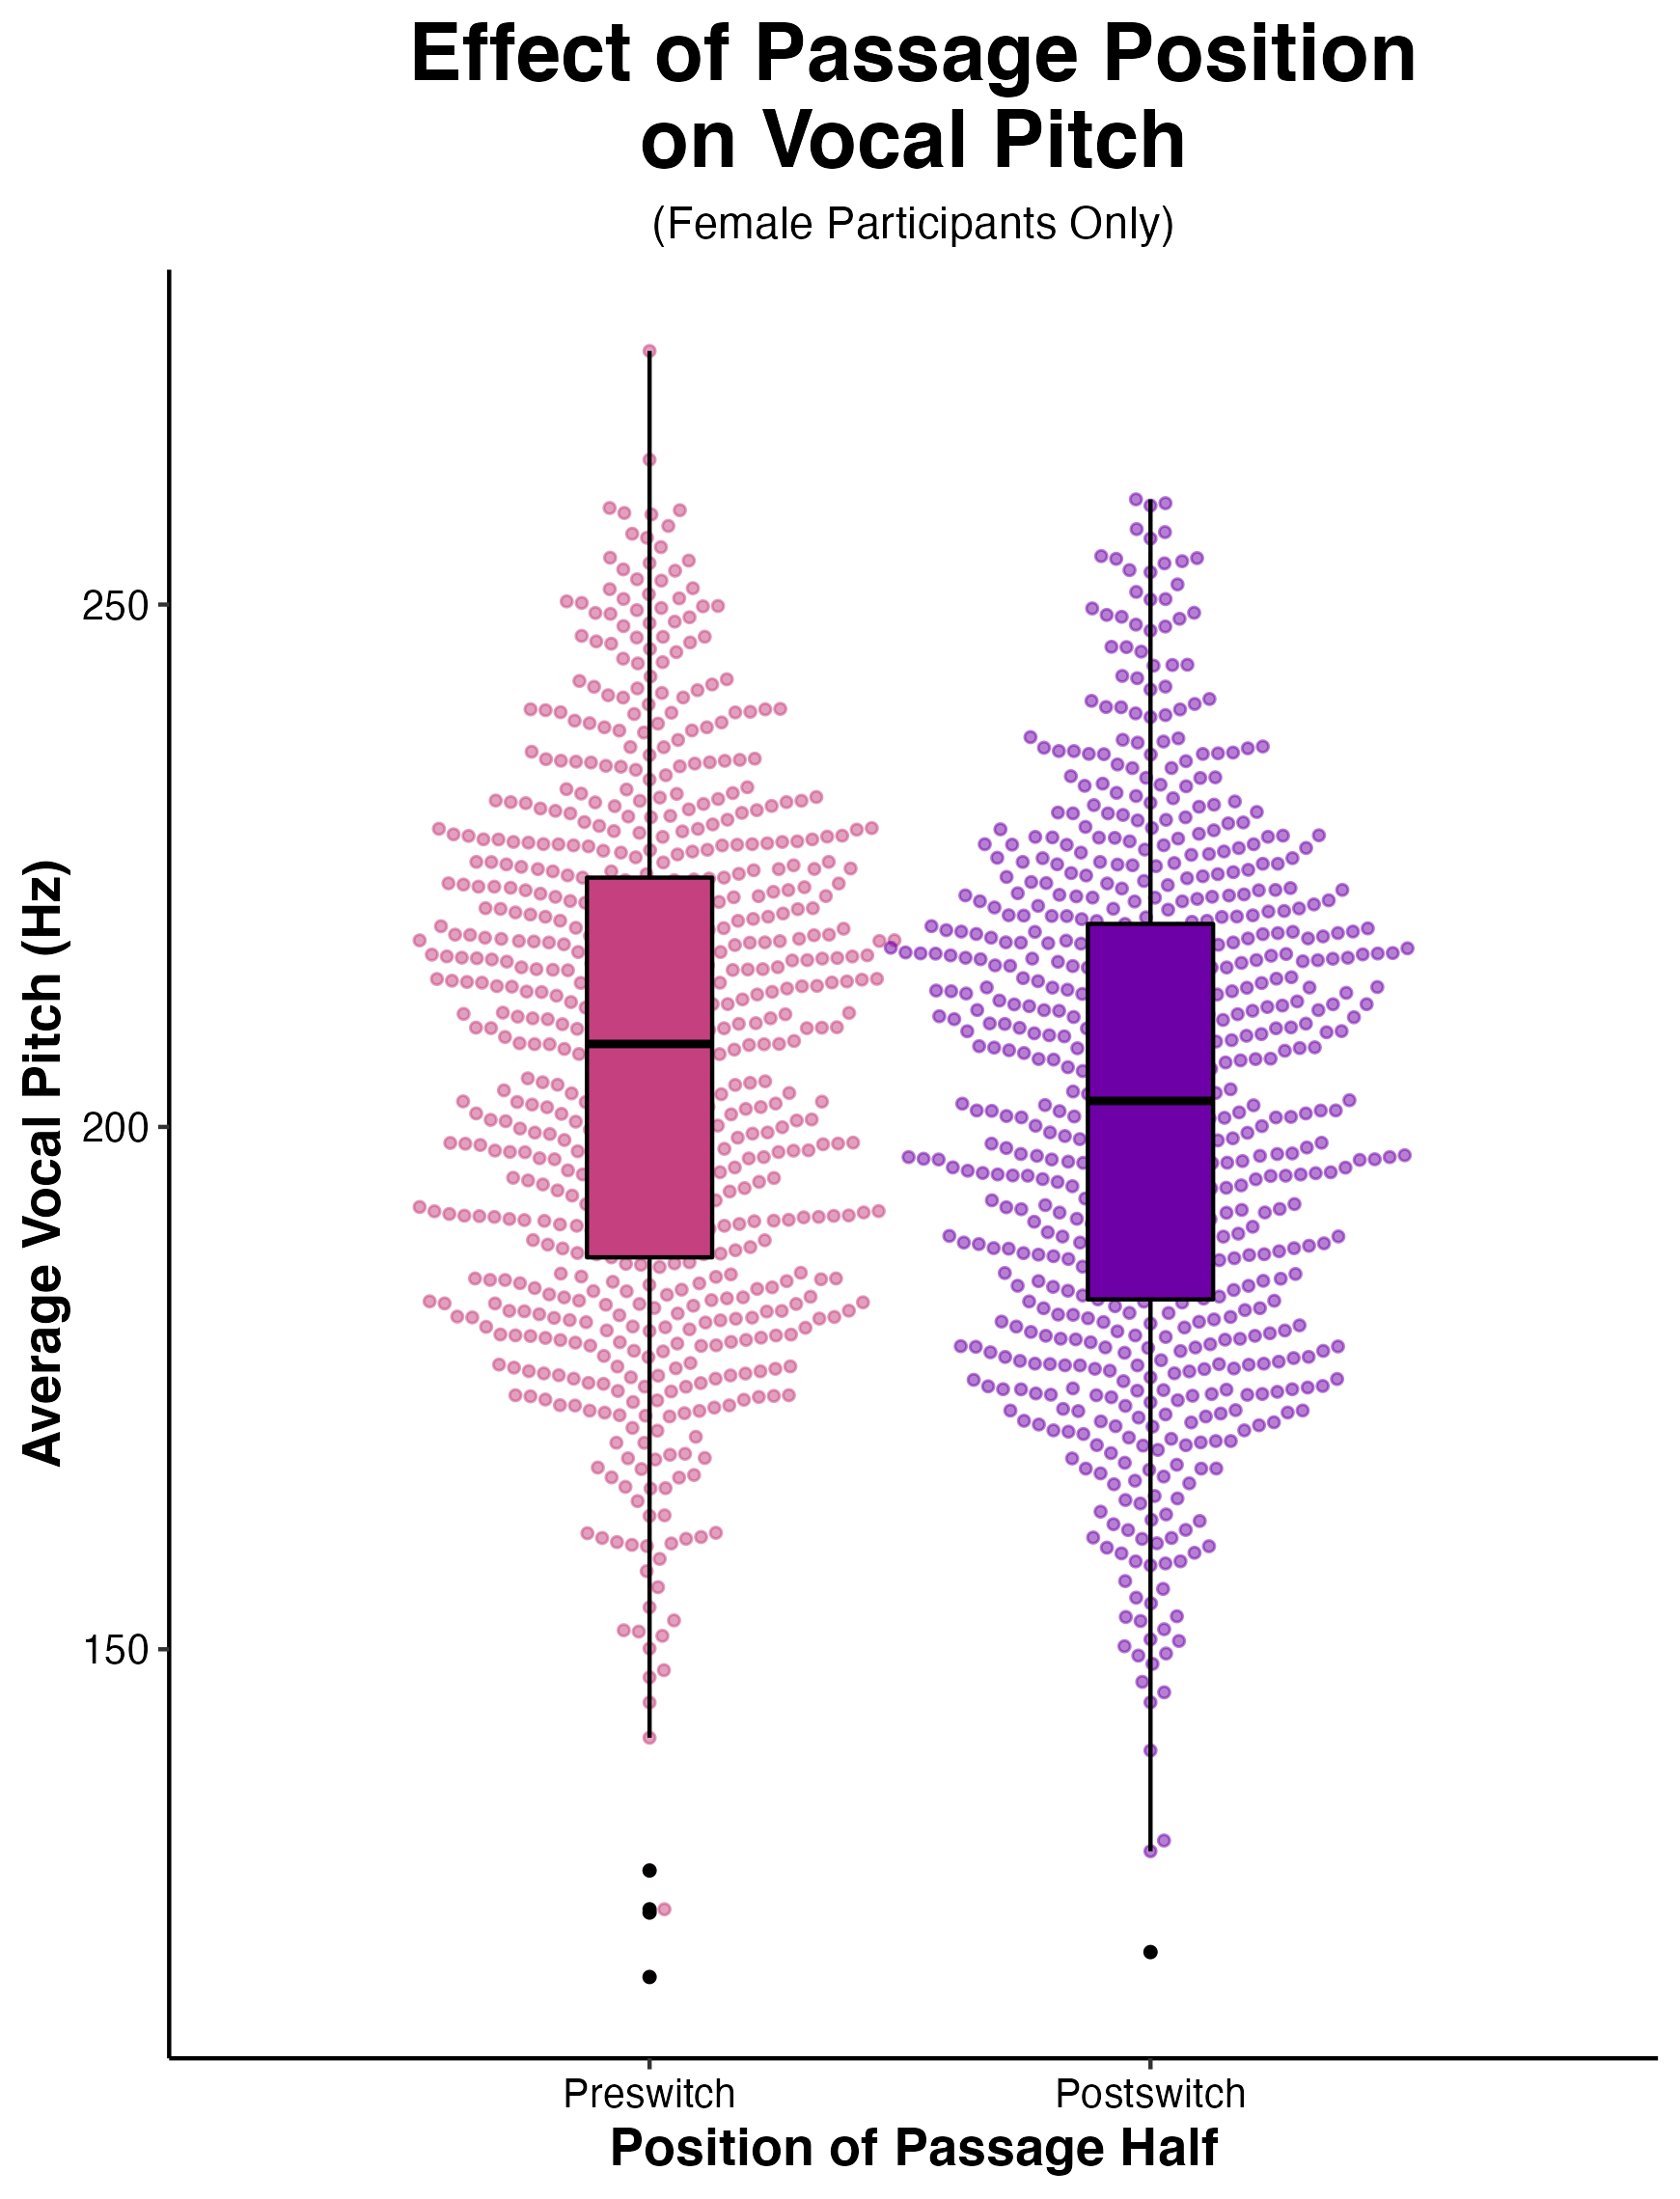 Effect of Passage Position
on Vocal Pitch
(Female Participants Only)
Average Vocal Pitch (Hz)
250
200
150
Preswitch
Postswitch
Position of Passage Half